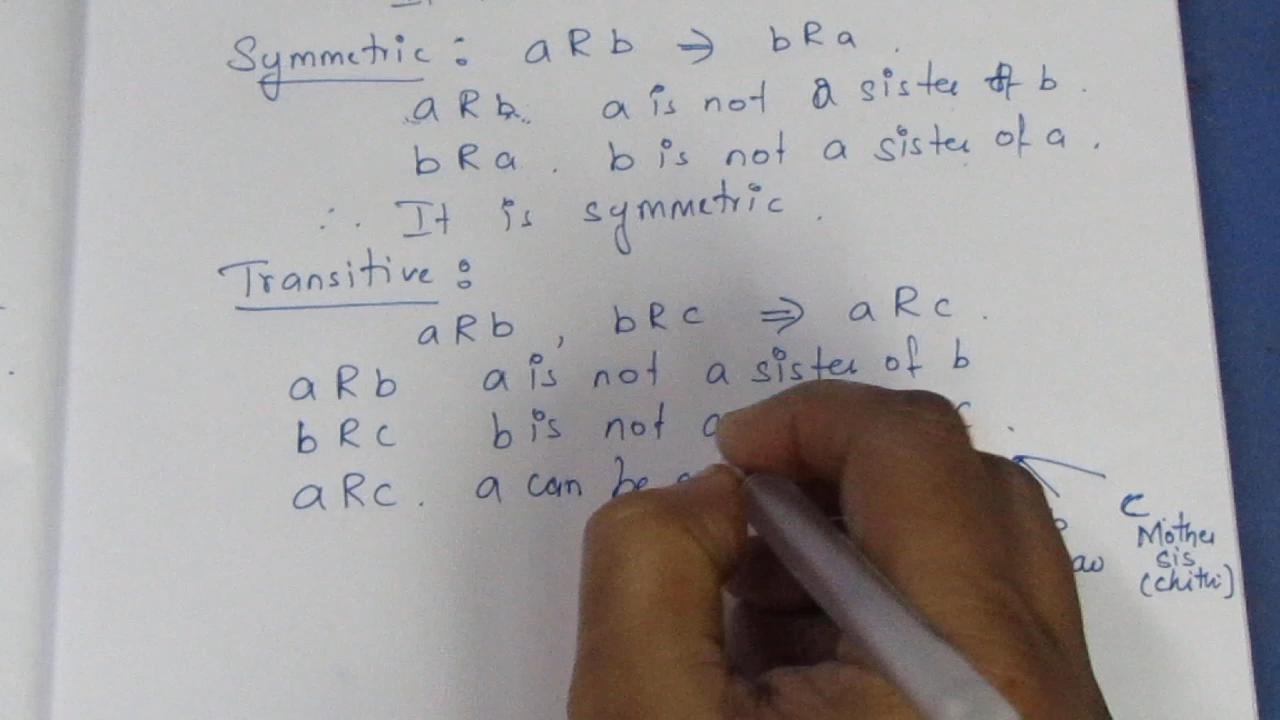 Symmetric : aRb → bRa .
aRb. a is not a sister of b .
bRa . b is not a sister of a .
∴ It is symmetric .
Transitive :
aRb , bRc ⇒ aRc .
aRb a is not a sister of b
bRc b is not a c .
aRc . a can be
c
Mother
sis
(chithi)